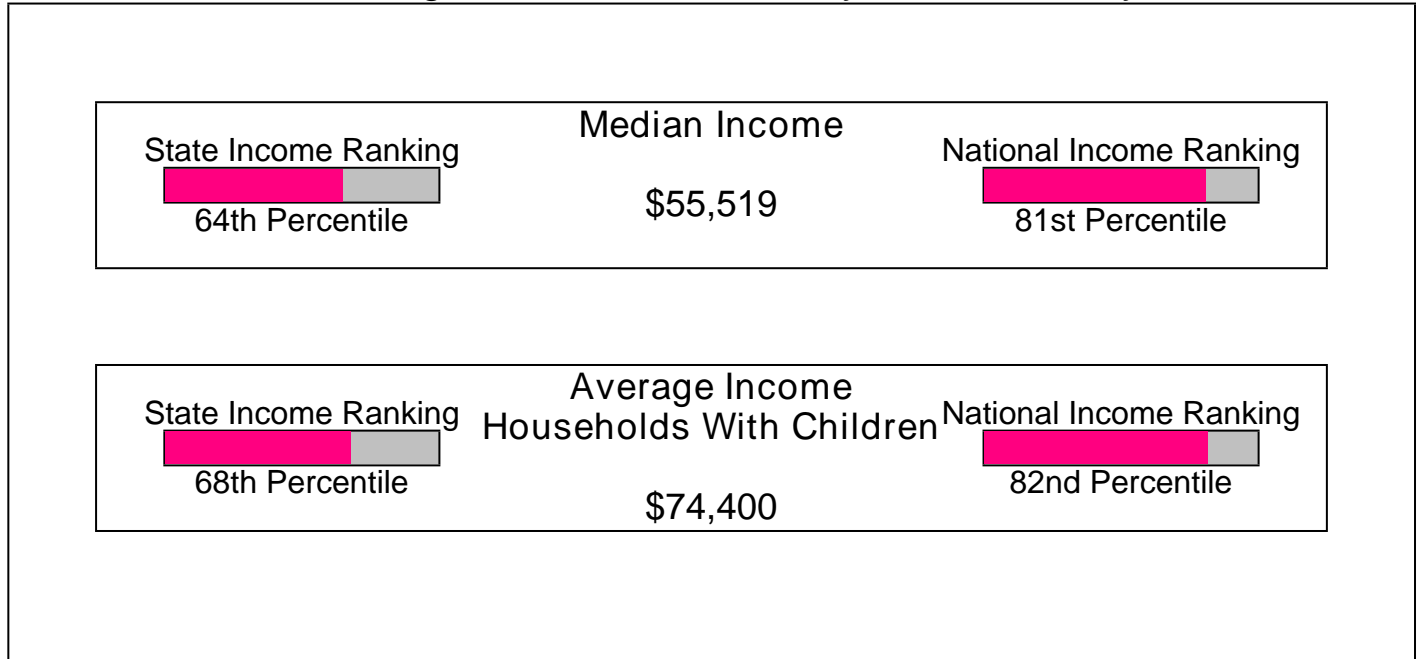 Median Income
State Income Ranking
National Income Ranking
$55,519
64th Percentile
81st Percentile
Average Income
State Income Ranking
Households With Children
National Income Ranking
68th Percentile
82nd Percentile
$74,400